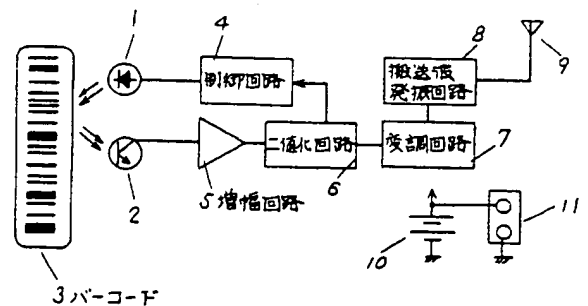 1
4
8
9
制御回路
搬送波
発振回路
二値化回路
変調回路
2
5 増幅回路
6
7
10
11
3 バーコード